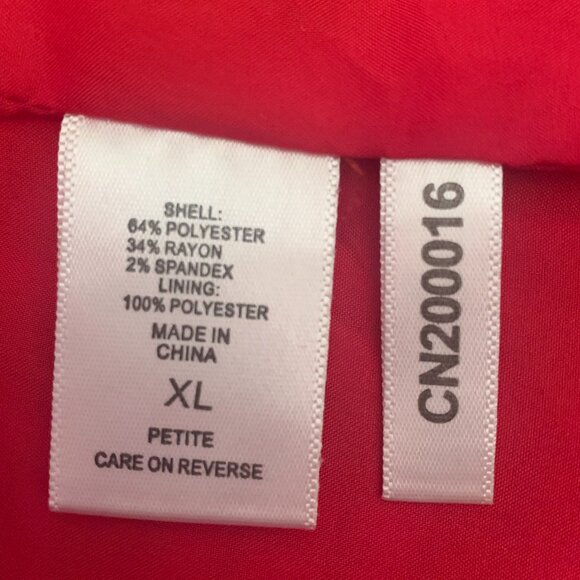 SHELL:
64% POLYESTER
34% RAYON
2% SPANDEX
LINING:
100% POLYESTER
MADE IN
CHINA
XL
PETITE
CARE ON REVERSE
CN200016